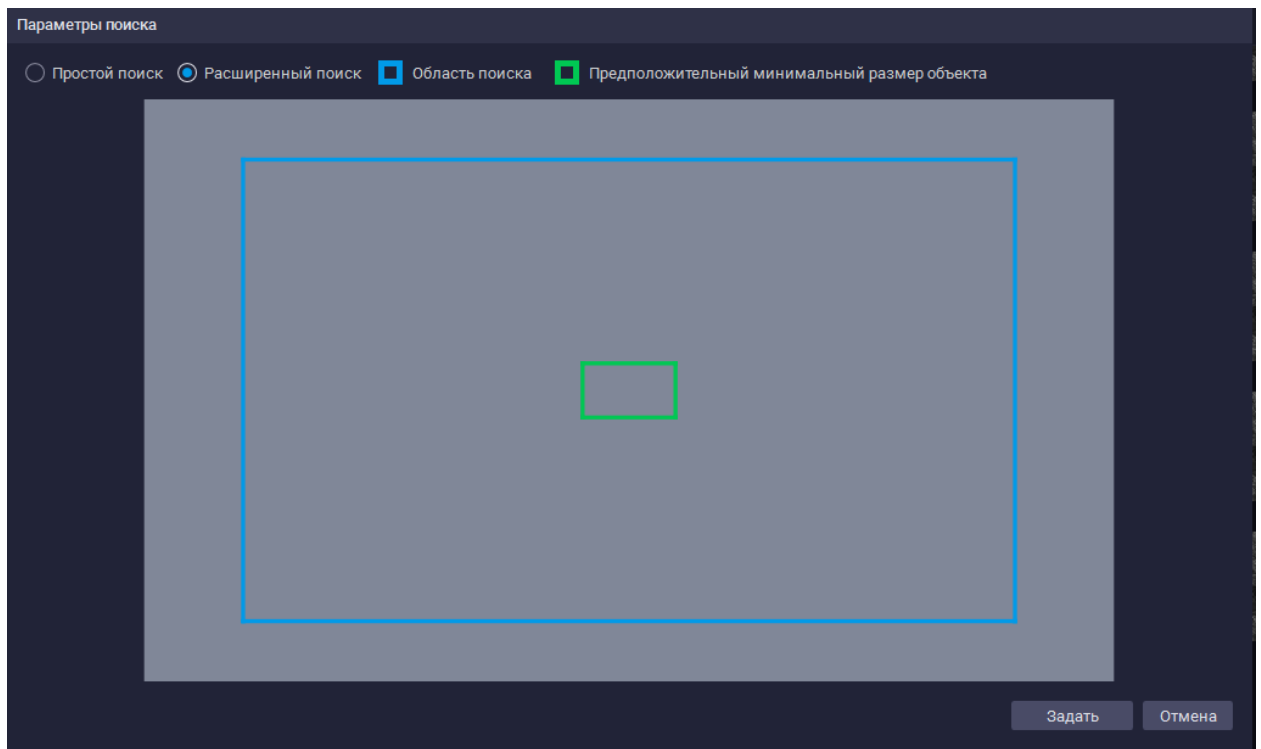 Параметры поиска
Простой поиск Расширенный поиск Область поиска Предположительный минимальный размер объекта
Задать Отмена